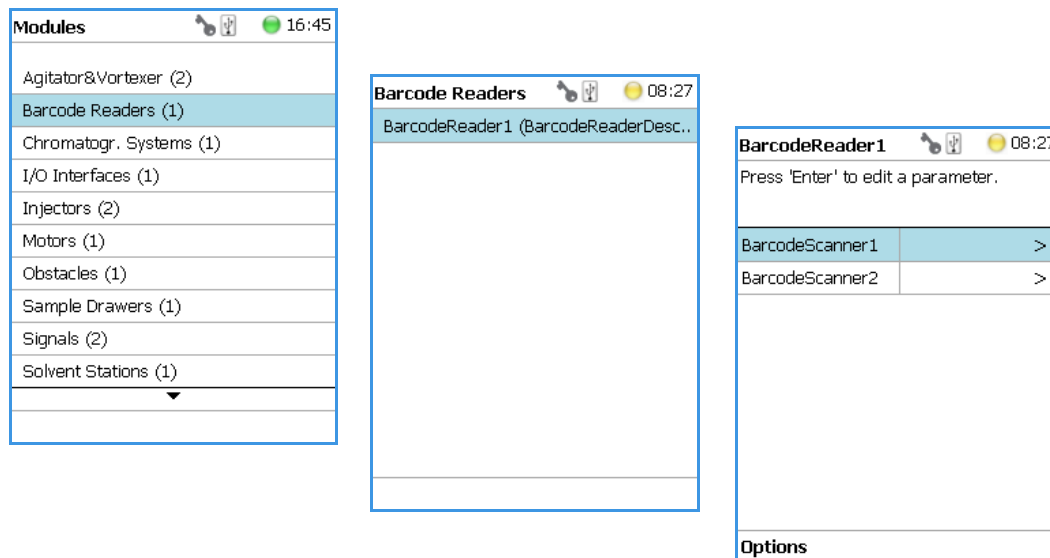 Modules 16:45
Agitator&Vortexer (2)
Barcode Readers (1)
Chromatogr. Systems (1)
I/O Interfaces (1)
Injectors (2)
Motors (1)
Obstacles (1)
Sample Drawers (1)
Signals (2)
Solvent Stations (1)
Barcode Readers 08:27
BarcodeReader1 (BarcodeReaderDesc..
BarcodeReader1 08:27
Press 'Enter' to edit a parameter.
BarcodeScanner1 >
BarcodeScanner2 >
Options